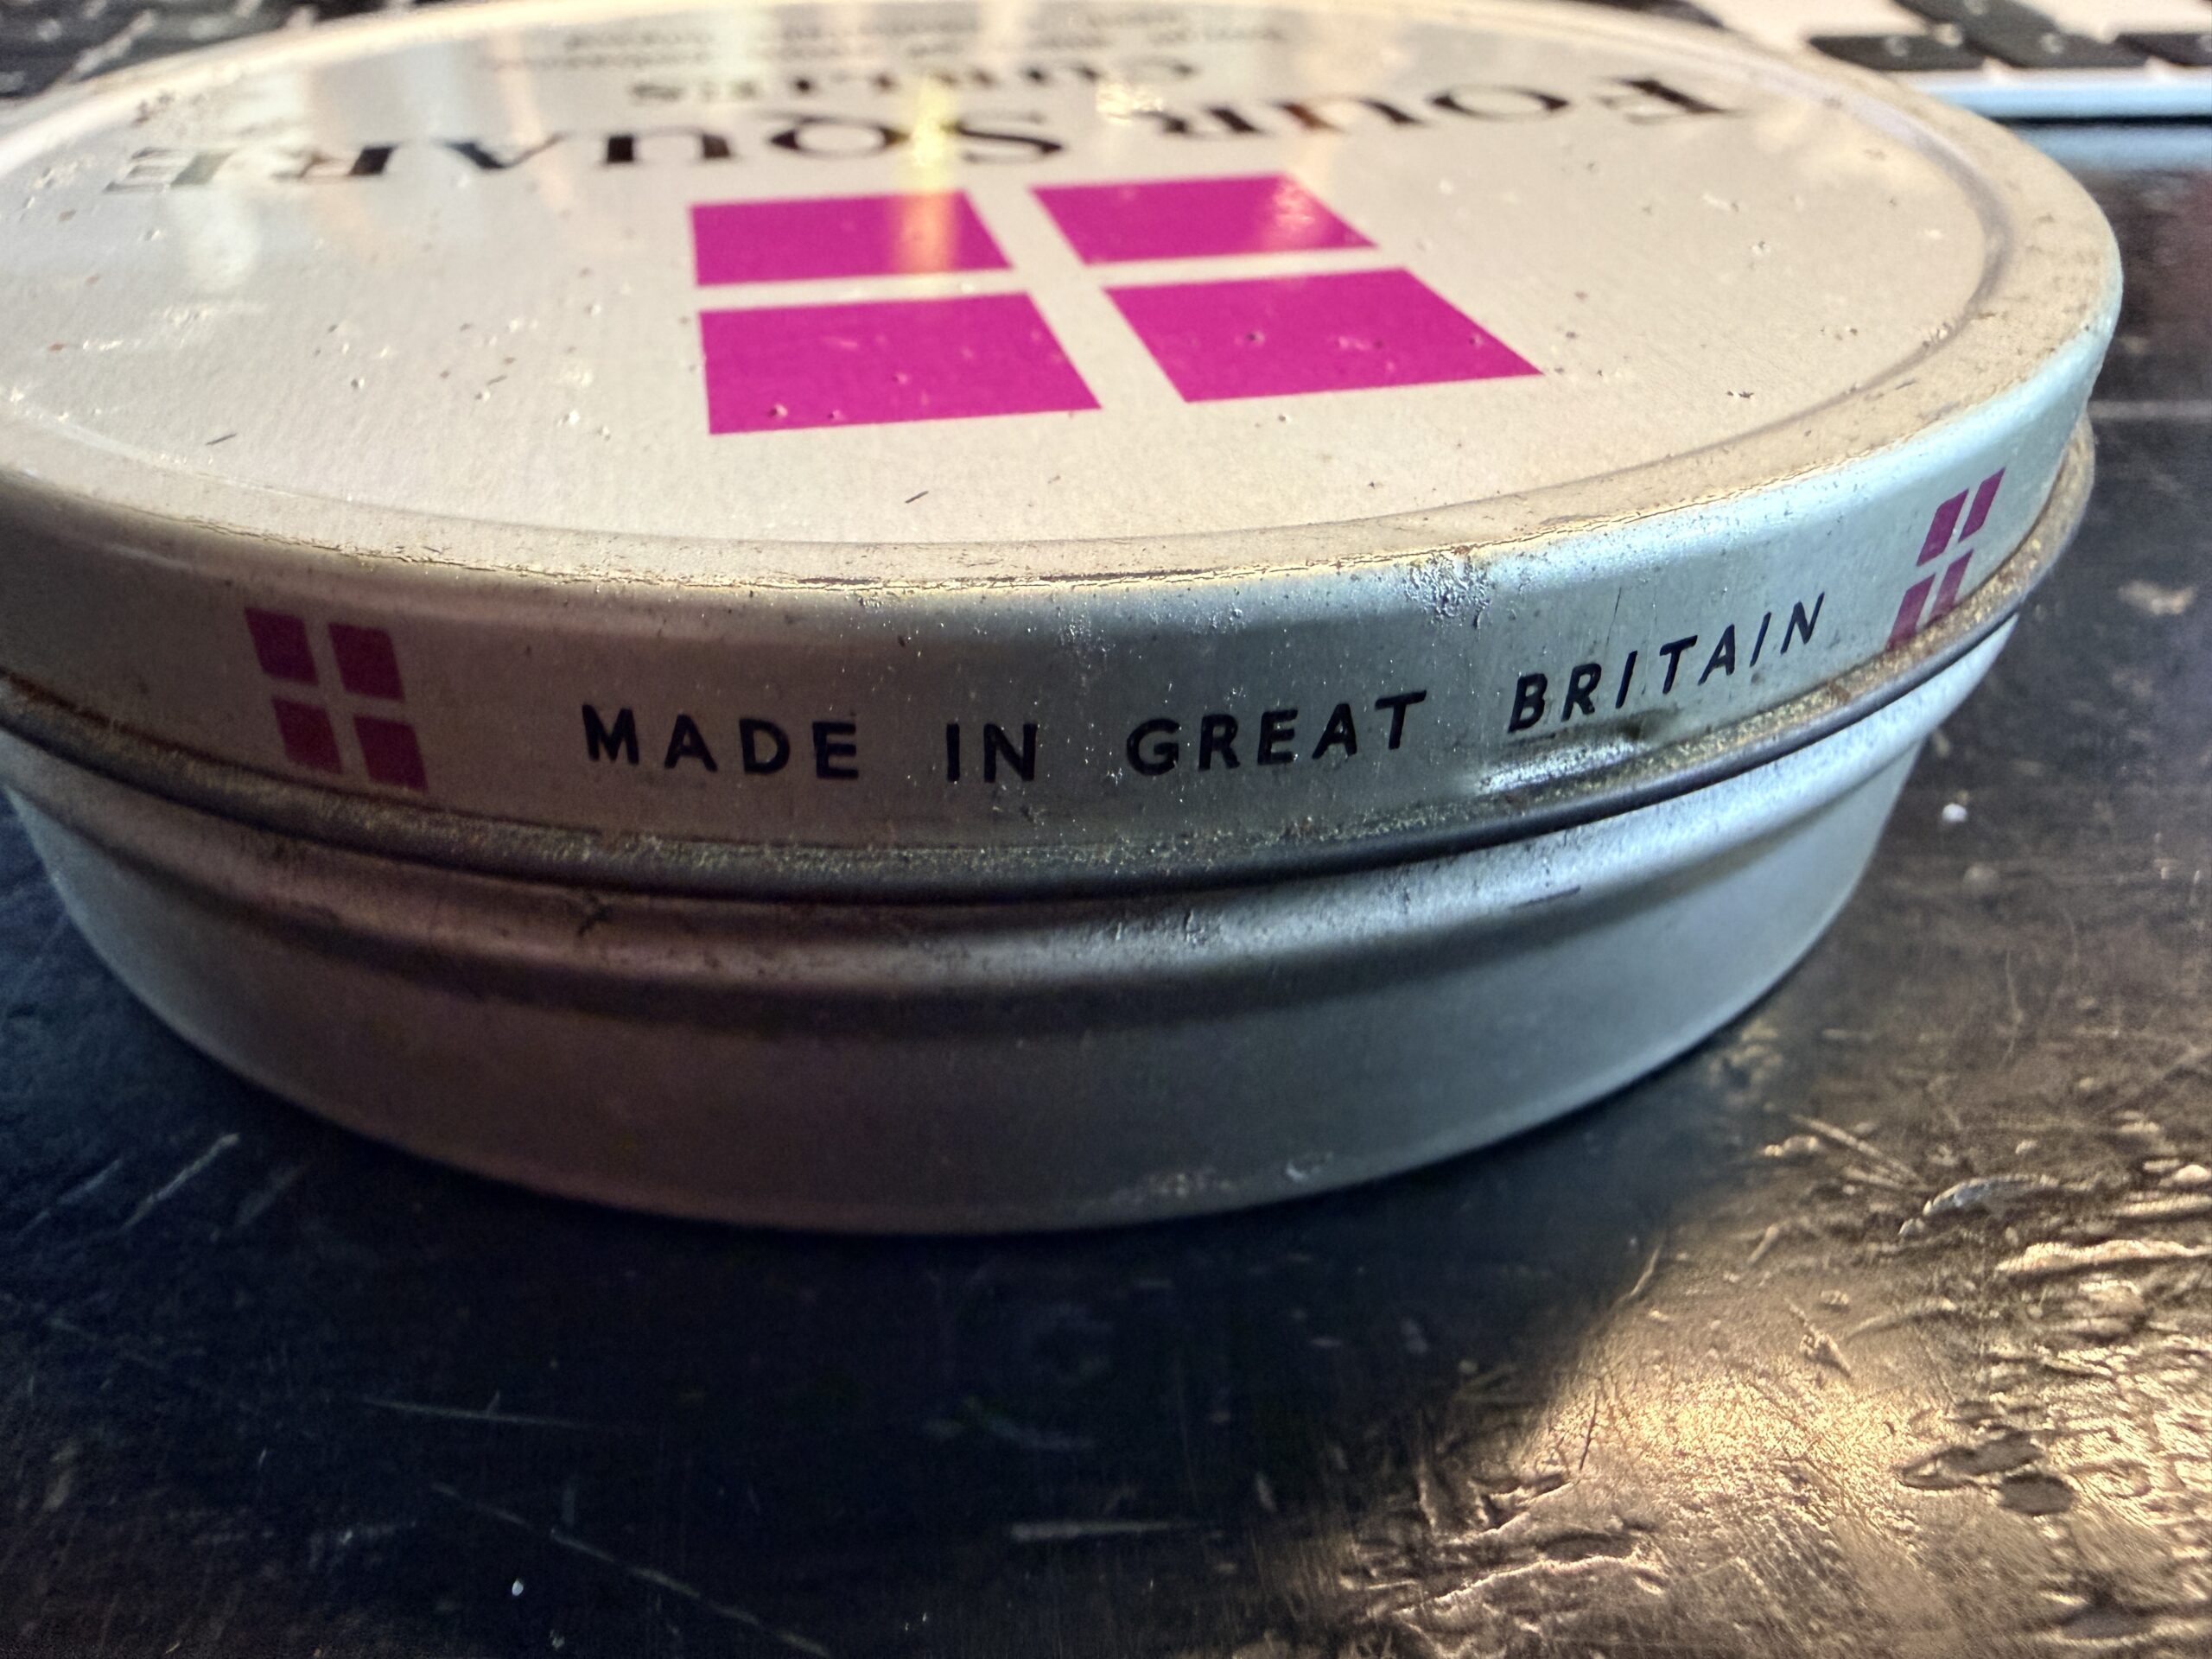 FOUR SQUARE
CURLIES
MADE IN GREAT BRITAIN